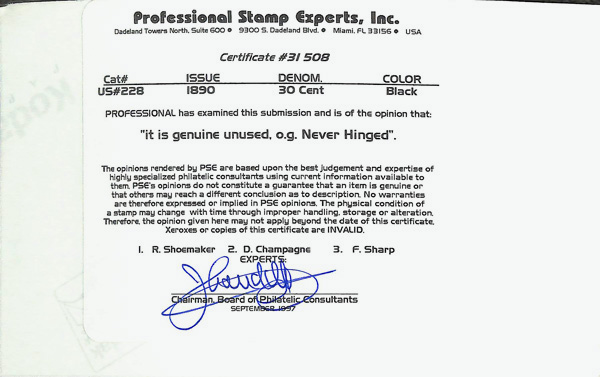 Professional Stamp Experts, Inc.
Dadeland Towers North, Suite 600 • 9300 S. Dadeland Blvd. • Miami, FL 33156 • USA
Certificate #31 508
Cat# ISSUE DENOM. COLOR
US#228 1890 30 Cent Black
PROFESSIONAL has examined this submission and is of the opinion that:
"it is genuine unused, o.g. Never Hinged".
The opinions rendered by PSE are based upon the best judgement and expertise of
highly specialized philatelic consultants using current information available to
them. PSE's opinions do not constitute a guarantee that an item is genuine or
that others may reach a different conclusion as to description. No warranties
are therefore expressed or implied in PSE opinions. The physical condition of
a stamp may change with time through improper handling, storage or alteration.
Therefore, the opinion given here may not apply beyond the date of this certificate.
Xeroxes or copies of this certificate are INVALID.
1. R. Shoemaker 2. D. Champagne 3. F. Sharp
EXPERTS:
Chairman, Board of Philatelic Consultants
SEPTEMBER 1997